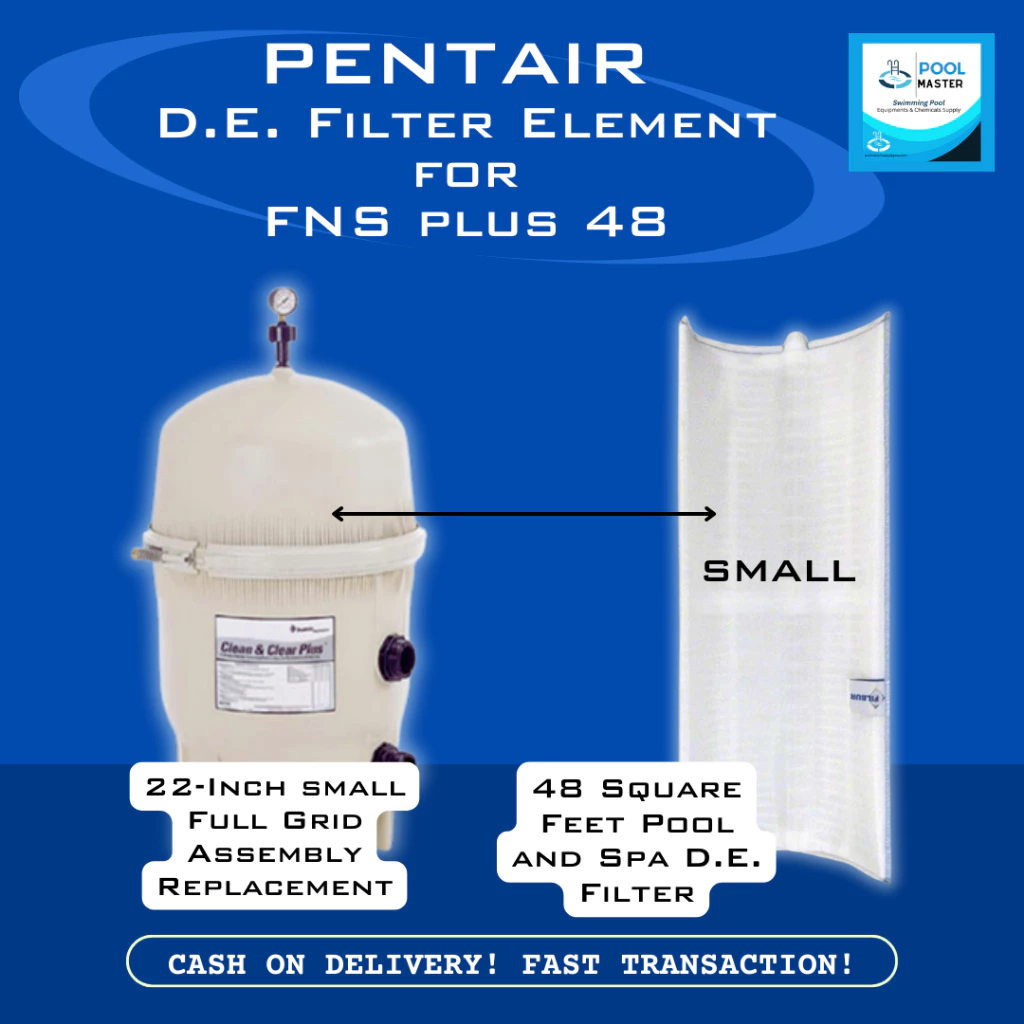 PENTAIR
D.E. FILTER ELEMENT
FOR
FNS PLUS 48
POOL
MASTER
Swimming Pool
Equipments & Chemicals Supply
SMALL
Clean & Clear Plus
22-INCH SMALL
FULL GRID
ASSEMBLY
REPLACEMENT
48 SQUARE
FEET POOL
AND SPA D.E.
FILTER
CASH ON DELIVERY! FAST TRANSACTION!